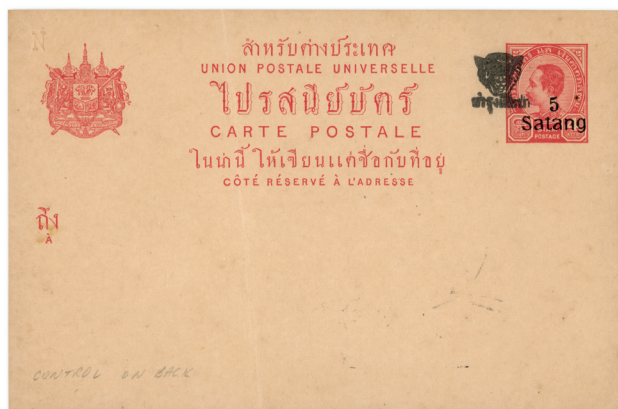 สำหรับต่างประเทศ
UNION POSTALE UNIVERSELLE
ไปรสนีย์บัตร์
CARTE POSTALE
ในน่านี้ ให้เขียนแต่ชื่อกับที่อยู่
CÔTÉ RÉSERVÉ À L'ADRESSE
5
Satang
POSTAGE
ถึง
A
CONTROL ON BACK